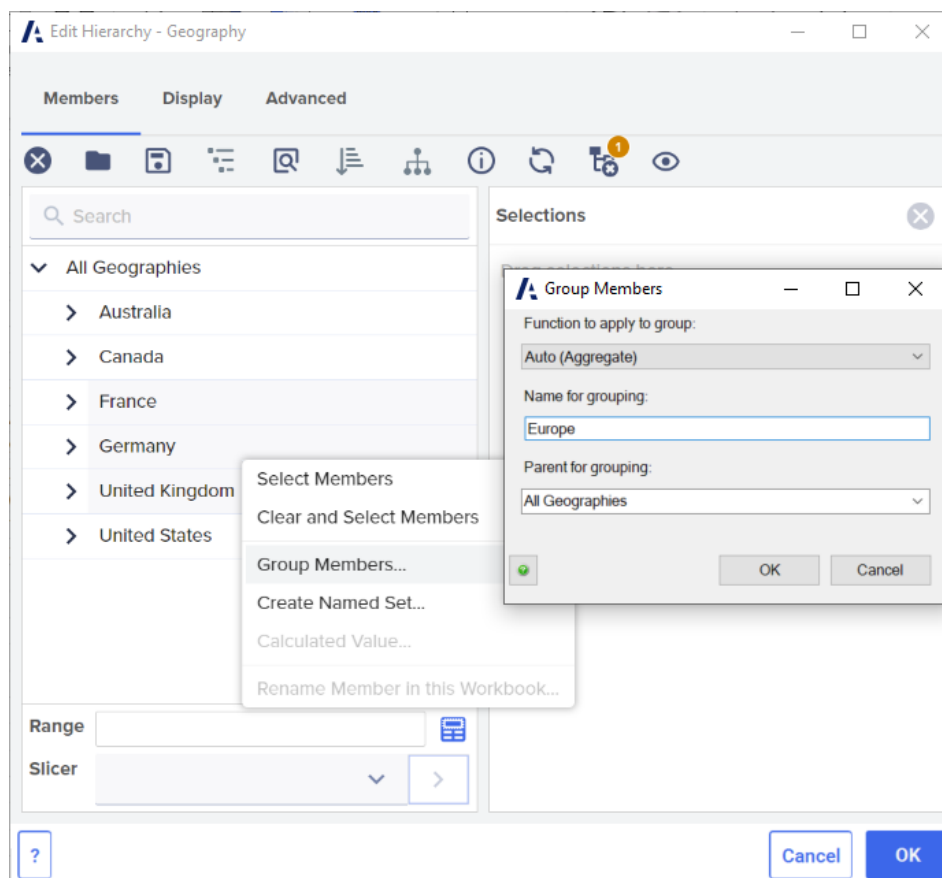 Edit Hierarchy - Geography
Members Display Advanced
1
Search
All Geographies
Australia
Canada
France
Germany
United Kingdom
United States
Range
Slicer
Select Members
Clear and Select Members
Group Members...
Create Named Set...
Calculated Value...
Rename Member in this Workbook...
Selections
Drag selections here
Group Members
Function to apply to group:
Auto (Aggregate)
Name for grouping:
Europe
Parent for grouping:
All Geographies
OK Cancel
?
Cancel OK